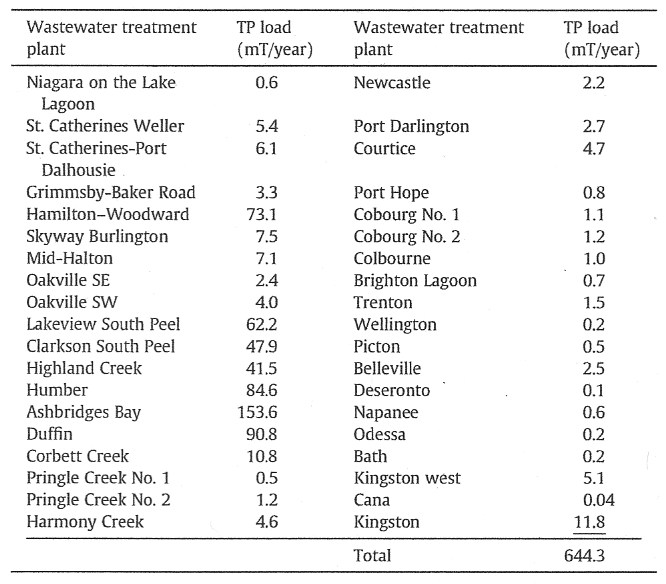 Wastewater treatment plant TP load (mT/year) Wastewater treatment plant TP load (mT/year)
Niagara on the Lake Lagoon 0.6 Newcastle 2.2
St. Catherines Weller 5.4 Port Darlington 2.7
St. Catherines-Port Dalhousie 6.1 Courtice 4.7
Grimmsby-Baker Road 3.3 Port Hope 0.8
Hamilton–Woodward 73.1 Cobourg No. 1 1.1
Skyway Burlington 7.5 Cobourg No. 2 1.2
Mid-Halton 7.1 Colbourne 1.0
Oakville SE 2.4 Brighton Lagoon 0.7
Oakville SW 4.0 Trenton 1.5
Lakeview South Peel 62.2 Wellington 0.2
Clarkson South Peel 47.9 Picton 0.5
Highland Creek 41.5 Belleville 2.5
Humber 84.6 Deseronto 0.1
Ashbridges Bay 153.6 Napanee 0.6
Duffin 90.8 Odessa 0.2
Corbett Creek 10.8 Bath 0.2
Pringle Creek No. 1 0.5 Kingston west 5.1
Pringle Creek No. 2 1.2 Cana 0.04
Harmony Creek 4.6 Kingston 11.8
Total 644.3